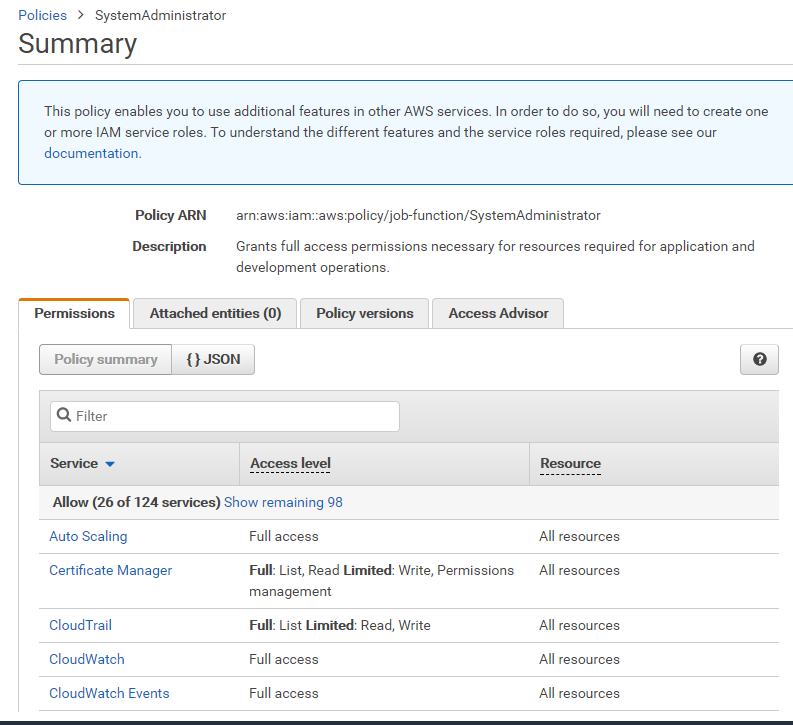 Policies > SystemAdministrator
Summary
This policy enables you to use additional features in other AWS services. In order to do so, you will need to create one
or more IAM service roles. To understand the different features and the service roles required, please see our
documentation.
Policy ARN arn:aws:iam::aws:policy/job-function/SystemAdministrator
Description Grants full access permissions necessary for resources required for application and
development operations.
Permissions Attached entities (0) Policy versions Access Advisor
Policy summary { } JSON ?
Filter
Service Access level Resource
Allow (26 of 124 services) Show remaining 98
Auto Scaling Full access All resources
Certificate Manager Full: List, Read Limited: Write, Permissions All resources
management
CloudTrail Full: List Limited: Read, Write All resources
CloudWatch Full access All resources
CloudWatch Events Full access All resources